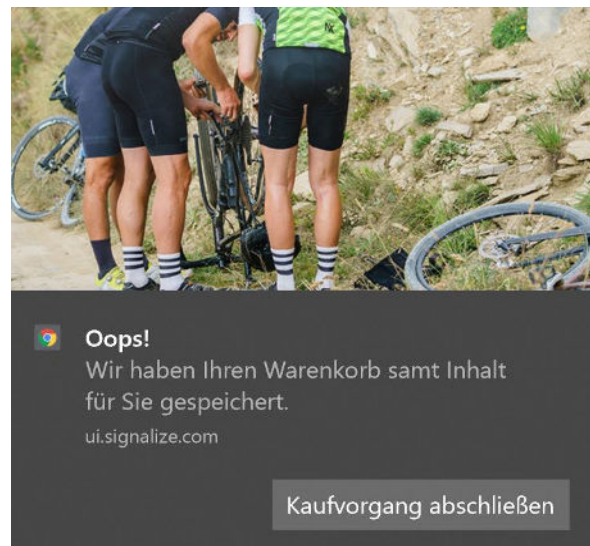 Oops!
Wir haben Ihren Warenkorb samt Inhalt
für Sie gespeichert.
ui.signalize.com
Kaufvorgang abschließen